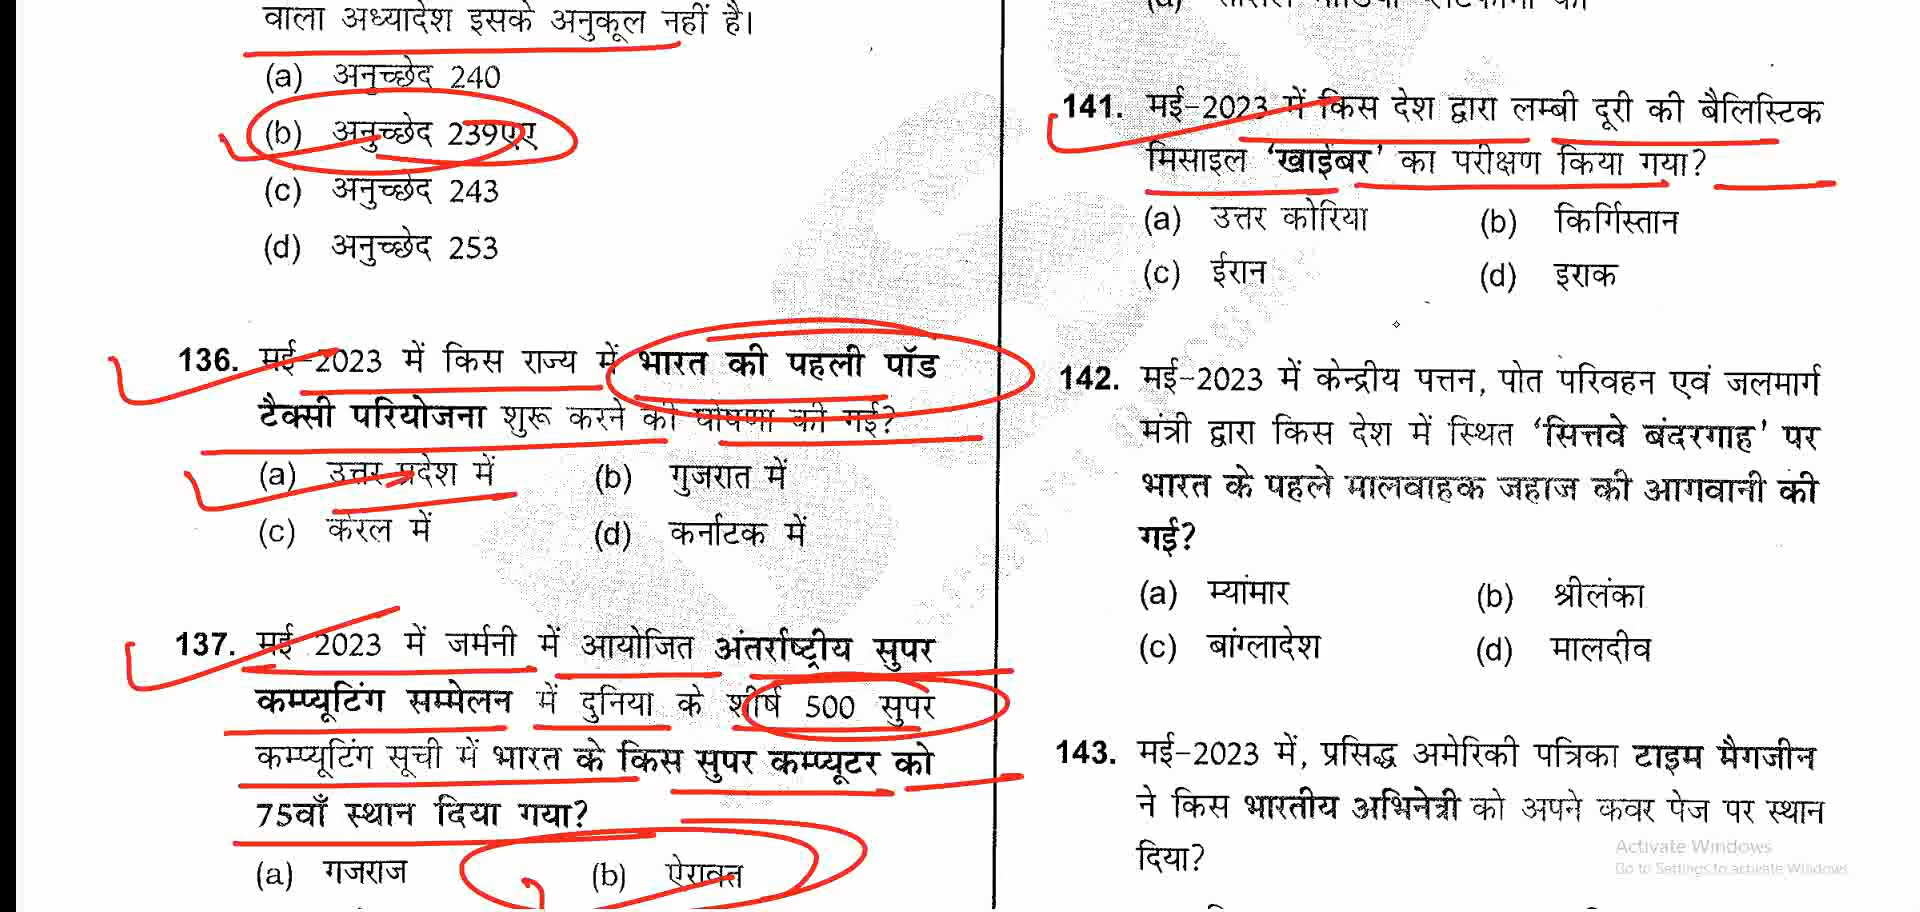 वाला अध्यादेश इसके अनुकूल नहीं है।
(a) अनुच्छेद 240
(b) अनुच्छेद 239एए
(c) अनुच्छेद 243
(d) अनुच्छेद 253
136. मई-2023 में किस राज्य में भारत की पहली पॉड
टैक्सी परियोजना शुरू करने की घोषणा की गई?
(a) उत्तर प्रदेश में (b) गुजरात में
(c) केरल में (d) कर्नाटक में
137. मई 2023 में जर्मनी में आयोजित अंतर्राष्ट्रीय सुपर
कम्प्यूटिंग सम्मेलन में दुनिया के शीर्ष 500 सुपर
कम्प्यूटिंग सूची में भारत के किस सुपर कम्प्यूटर को
75वाँ स्थान दिया गया?
(a) गजराज (b) ऐरावत
141. मई-2023 में किस देश द्वारा लम्बी दूरी की बैलिस्टिक
मिसाइल ‘खाईबर’ का परीक्षण किया गया?
(a) उत्तर कोरिया (b) किर्गिस्तान
(c) ईरान (d) इराक
142. मई-2023 में केन्द्रीय पत्तन, पोत परिवहन एवं जलमार्ग
मंत्री द्वारा किस देश में स्थित ‘सित्तवे बंदरगाह’ पर
भारत के पहले मालवाहक जहाज की आगवानी की
गई?
(a) म्यांमार (b) श्रीलंका
(c) बांग्लादेश (d) मालदीव
143. मई-2023 में, प्रसिद्ध अमेरिकी पत्रिका टाइम मैगजीन
ने किस भारतीय अभिनेत्री को अपने कवर पेज पर स्थान
दिया?
Activate Windows
Go to Settings to activate Windows